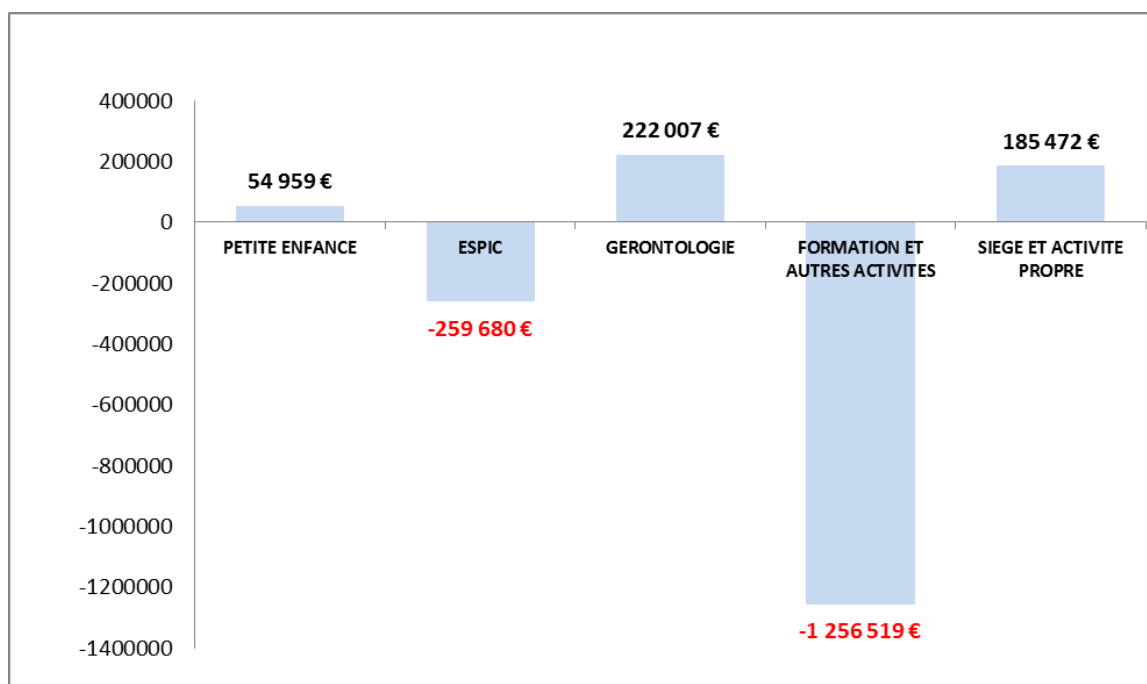 400000
200000
0
-200000
-400000
-600000
-800000
-1000000
-1200000
-1400000
54 959 €
-259 680 €
222 007 €
-1 256 519 €
185 472 €
PETITE ENFANCE
ESPIC
GERONTOLOGIE
FORMATION ET
AUTRES ACTIVITES
SIEGE ET ACTIVITE
PROPRE